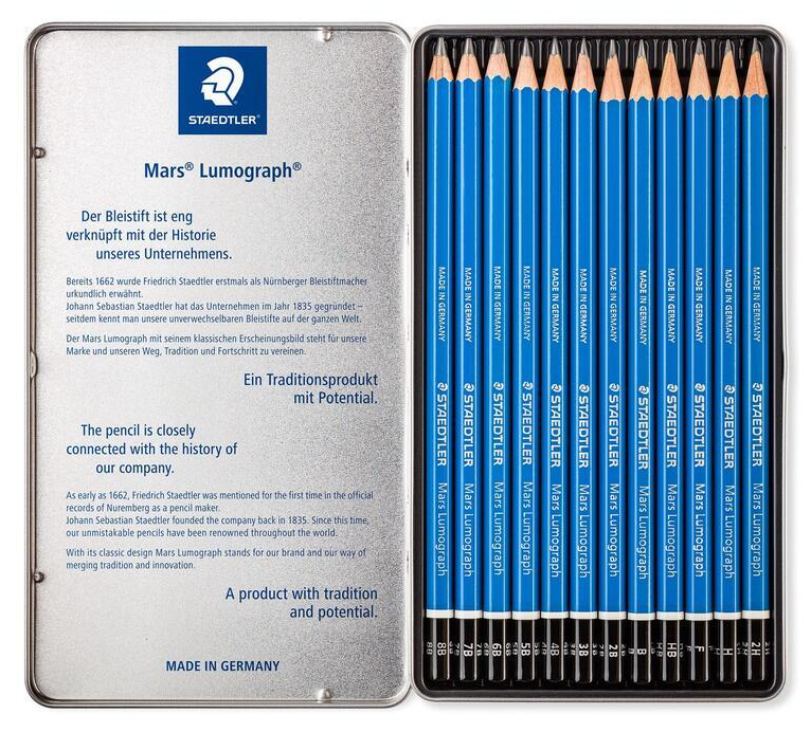 STAEDTLER®
Mars® Lumograph®
Der Bleistift ist eng
verknüpft mit der Historie
unseres Unternehmens.
Bereits 1662 wurde Friedrich Staedtler erstmals als Nürnberger Bleistiftmacher
urkundlich erwähnt.
Johann Sebastian Staedtler hat das Unternehmen im Jahr 1835 gegründet –
seitdem kennt man unsere unverwechselbaren Bleistifte auf der ganzen Welt.
Der Mars Lumograph mit seinem klassischen Erscheinungsbild steht für unsere
Marke und unseren Weg, Tradition und Fortschritt zu vereinen.
Ein Traditionsprodukt
mit Potential.
The pencil is closely
connected with the history of
our company.
As early as 1662, Friedrich Staedtler was mentioned for the first time in the official
records of Nuremberg as a pencil maker.
Johann Sebastian Staedtler founded the company back in 1835. Since this time,
our unmistakable pencils have been renowned throughout the world.
With its classic design Mars Lumograph stands for our brand and our way of
merging tradition and innovation.
A product with tradition
and potential.
MADE IN GERMANY
MADE IN GERMANY STAEDTLER Mars Lumograph 8B
MADE IN GERMANY STAEDTLER Mars Lumograph 7B
MADE IN GERMANY STAEDTLER Mars Lumograph 6B
MADE IN GERMANY STAEDTLER Mars Lumograph 5B
MADE IN GERMANY STAEDTLER Mars Lumograph 4B
MADE IN GERMANY STAEDTLER Mars Lumograph 3B
MADE IN GERMANY STAEDTLER Mars Lumograph 2B
MADE IN GERMANY STAEDTLER Mars Lumograph B
MADE IN GERMANY STAEDTLER Mars Lumograph HB
MADE IN GERMANY STAEDTLER Mars Lumograph F
MADE IN GERMANY STAEDTLER Mars Lumograph H
MADE IN GERMANY STAEDTLER Mars Lumograph 2H